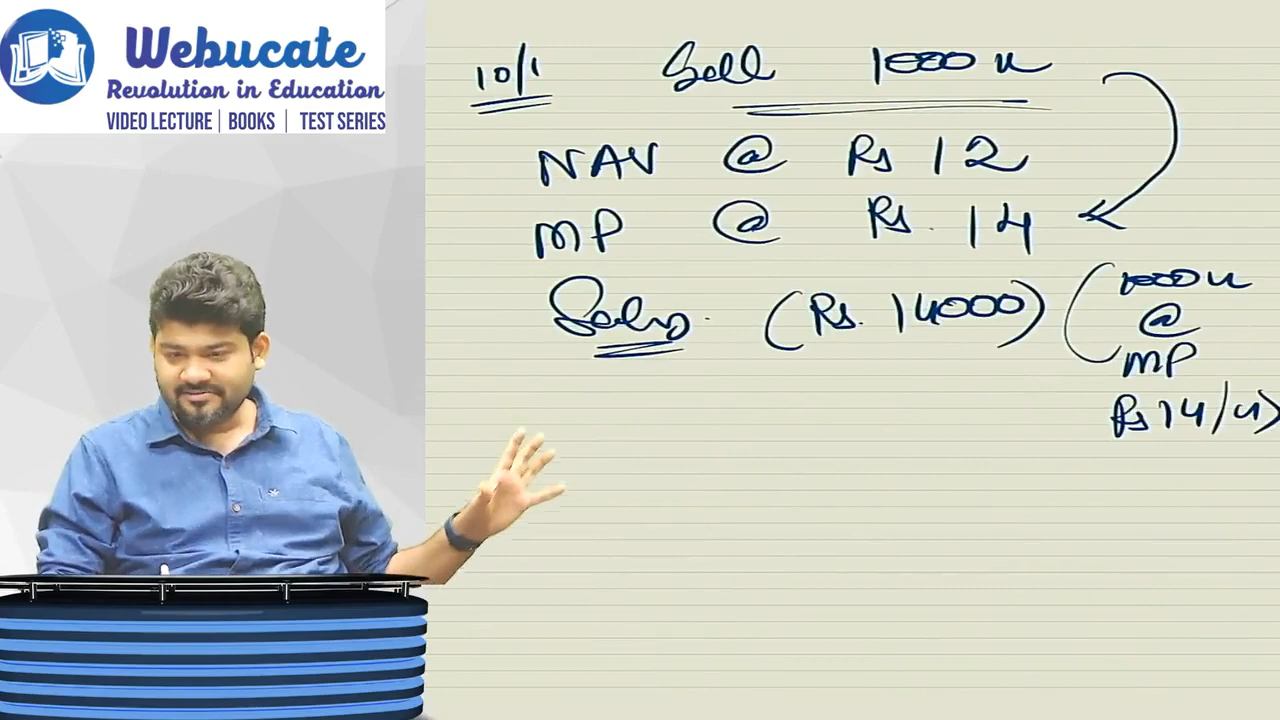 Webucate
Revolution in Education
VIDEO LECTURE | BOOKS | TEST SERIES
10/1 Sell 1000 u
NAV @ Rs 12
MP @ Rs. 14
(Rs. 14000) (1000 u
@
MP
Rs 14/u)